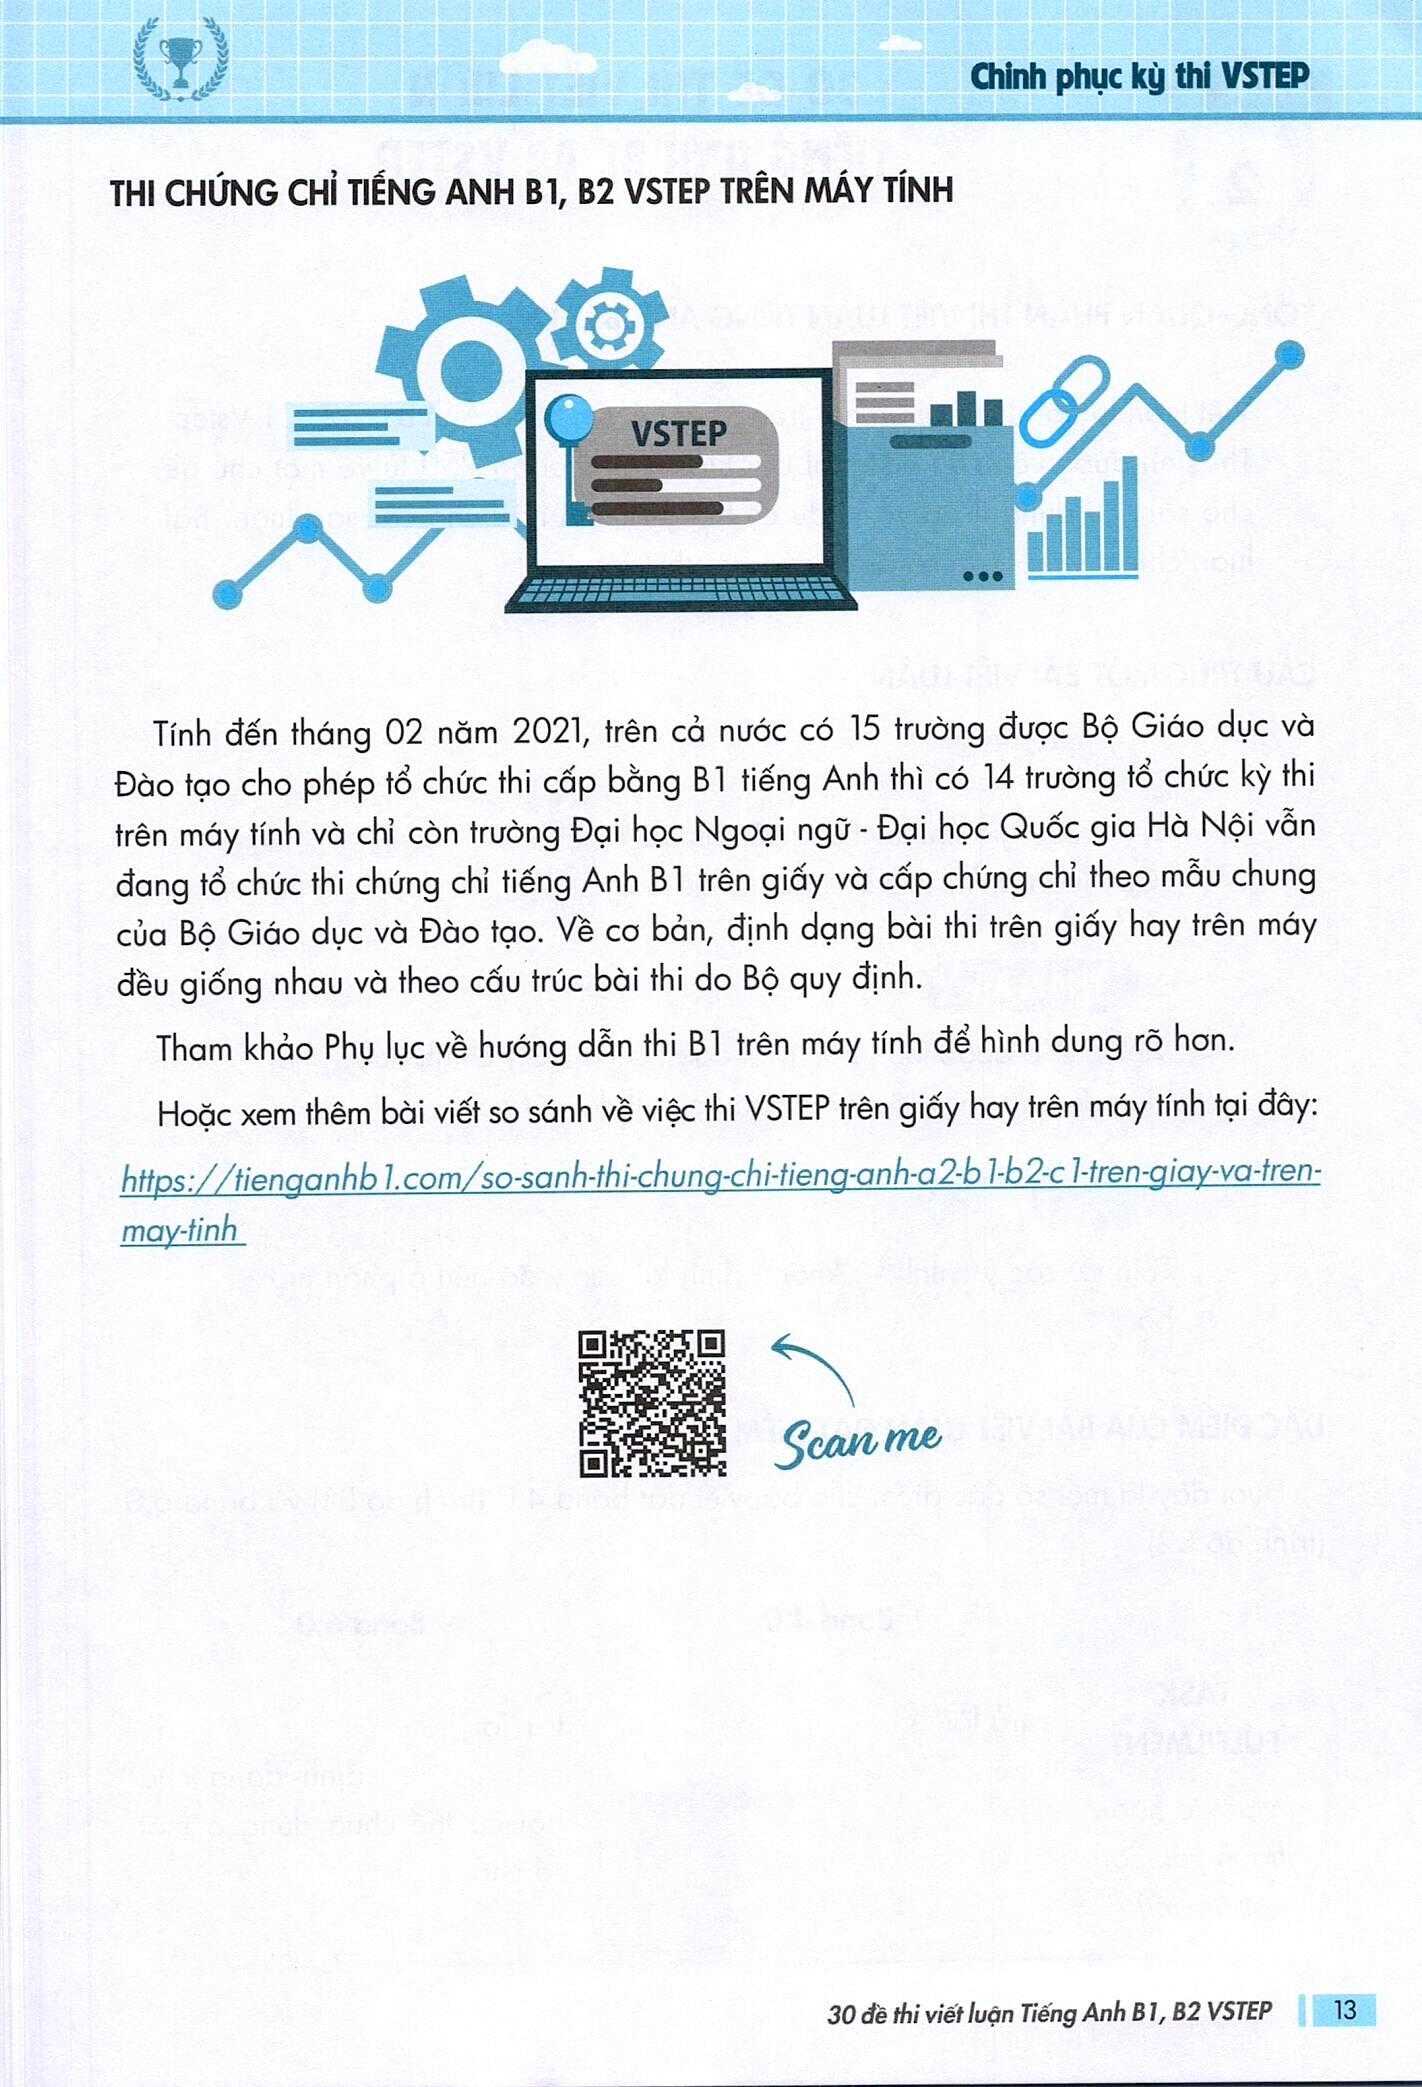 Chinh phục kỳ thi VSTEP
THI CHỨNG CHỈ TIẾNG ANH B1, B2 VSTEP TRÊN MÁY TÍNH
VSTEP
Tính đến tháng 02 năm 2021, trên cả nước có 15 trường được Bộ Giáo dục và
Đào tạo cho phép tổ chức thi cấp bằng B1 tiếng Anh thì có 14 trường tổ chức kỳ thi
trên máy tính và chỉ còn trường Đại học Ngoại ngữ - Đại học Quốc gia Hà Nội vẫn
đang tổ chức thi chứng chỉ tiếng Anh B1 trên giấy và cấp chứng chỉ theo mẫu chung
của Bộ Giáo dục và Đào tạo. Về cơ bản, định dạng bài thi trên giấy hay trên máy
đều giống nhau và theo cấu trúc bài thi do Bộ quy định.
Tham khảo Phụ lục về hướng dẫn thi B1 trên máy tính để hình dung rõ hơn.
Hoặc xem thêm bài viết so sánh về việc thi VSTEP trên giấy hay trên máy tính tại đây:
https://tienganhb1.com/so-sanh-thi-chung-chi-tieng-anh-a2-b1-b2-c1-tren-giay-va-tren-
may-tinh
Scan me
30 đề thi viết luận Tiếng Anh B1, B2 VSTEP
13